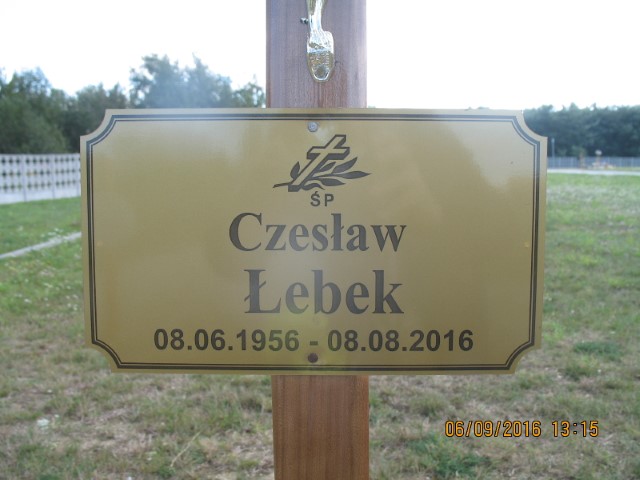 ŚP
Czesław
Łebek
08.06.1956 - 08.08.2016
06/09/2016 13:15